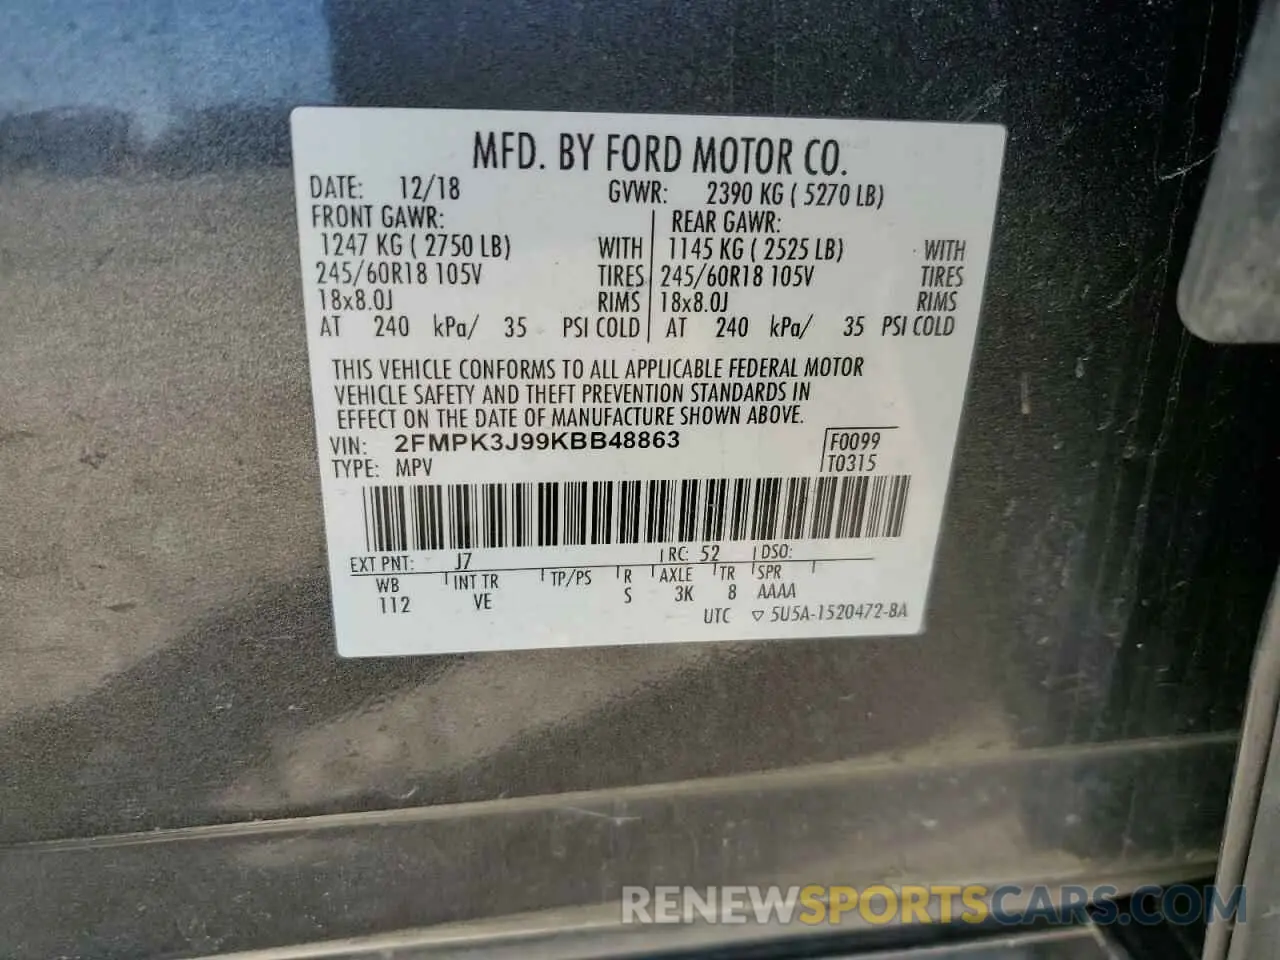 MFD. BY FORD MOTOR CO.
DATE: 12/18 GVWR: 2390 KG ( 5270 LB)
FRONT GAWR: REAR GAWR:
1247 KG ( 2750 LB) WITH 1145 KG ( 2525 LB) WITH
245/60R18 105V TIRES 245/60R18 105V TIRES
18x8.0J RIMS 18x8.0J RIMS
AT 240 kPa/ 35 PSI COLD AT 240 kPa/ 35 PSI COLD
THIS VEHICLE CONFORMS TO ALL APPLICABLE FEDERAL MOTOR
VEHICLE SAFETY AND THEFT PREVENTION STANDARDS IN
EFFECT ON THE DATE OF MANUFACTURE SHOWN ABOVE.
VIN: 2FMPK3J99KBB48863 F0099
TYPE: MPV T0315
EXT PNT: J7 RC: 52 DSO:
WB INT TR TP/PS R AXLE TR SPR
112 VE S 3K 8 AAAA
UTC ▽ 5U5A-1520472-BA
RENEWSPORTSCARS.COM